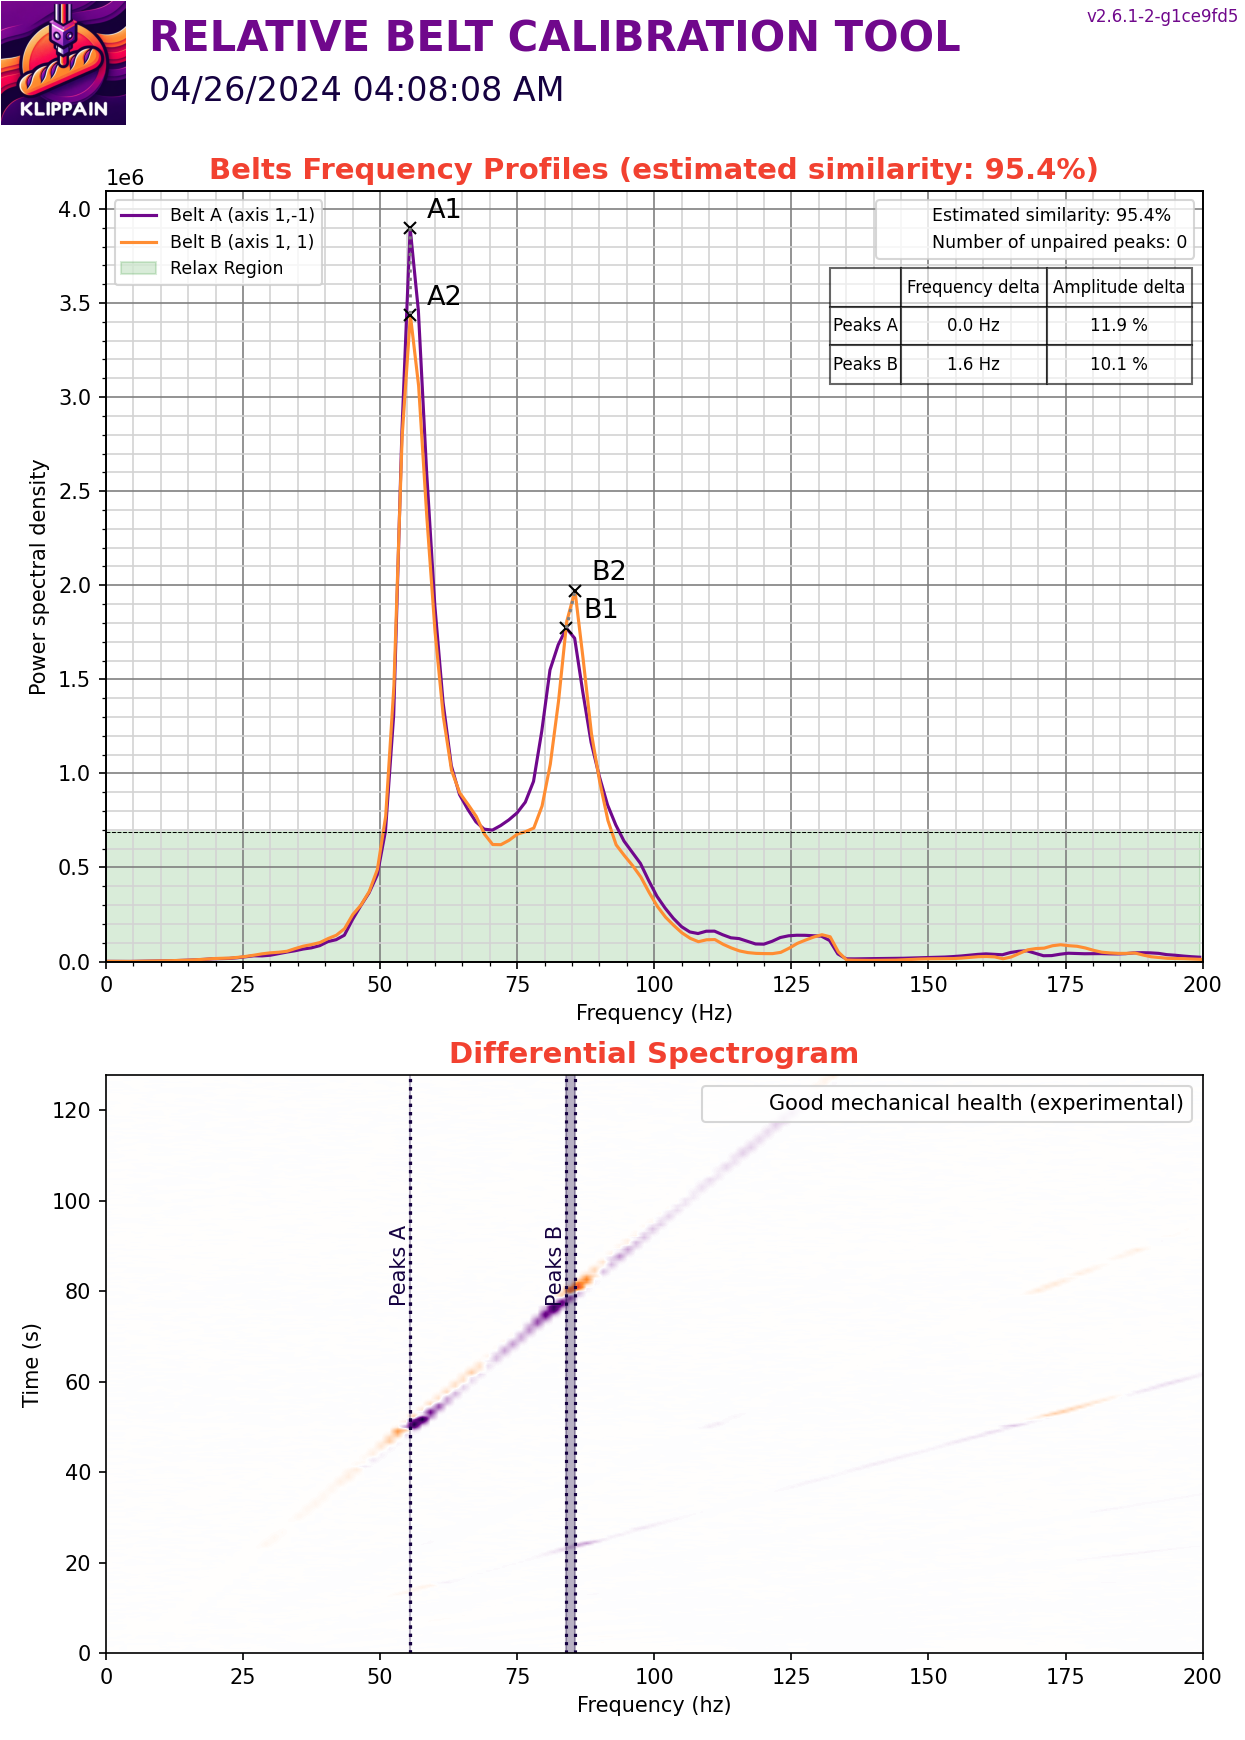 KLIPPAIN
RELATIVE BELT CALIBRATION TOOL
04/26/2024 04:08:08 AM
v2.6.1-2-g1ce9fd5
Belts Frequency Profiles (estimated similarity: 95.4%)
1e6
Belt A (axis 1,-1)
Belt B (axis 1, 1)
Relax Region
Estimated similarity: 95.4%
Number of unpaired peaks: 0
Frequency delta Amplitude delta
Peaks A 0.0 Hz 11.9 %
Peaks B 1.6 Hz 10.1 %
A1
A2
B2
B1
4.0
3.5
3.0
2.5
2.0
1.5
1.0
0.5
0.0
Power spectral density
0 25 50 75 100 125 150 175 200
Frequency (Hz)
Differential Spectrogram
Good mechanical health (experimental)
Peaks A
Peaks B
120
100
80
60
40
20
0
Time (s)
0 25 50 75 100 125 150 175 200
Frequency (hz)